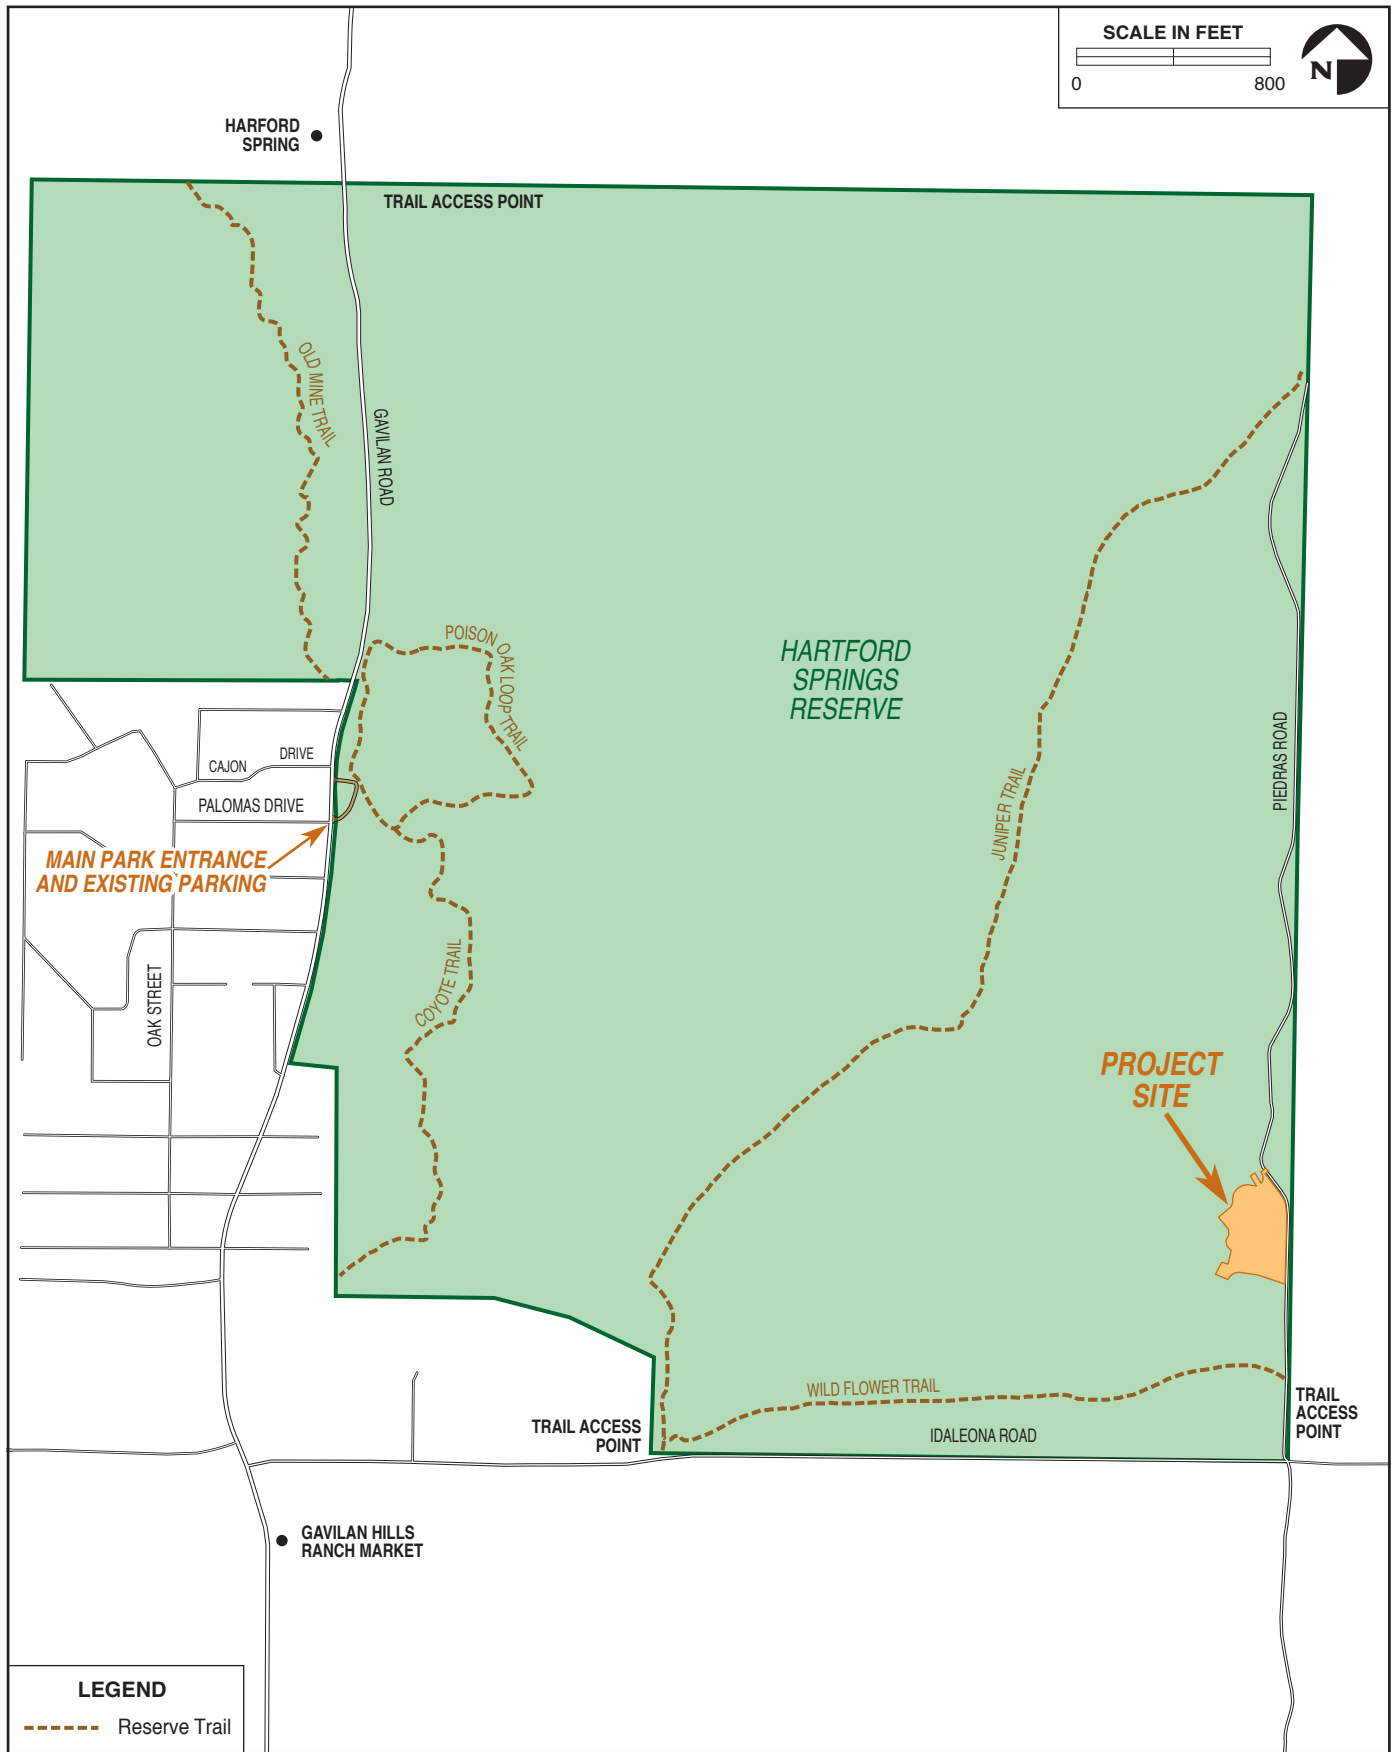 SCALE IN FEET
0 800
N
HARFORD
SPRING
TRAIL ACCESS POINT
OLD MINE TRAIL
GAVILAN ROAD
POISON OAK LOOP TRAIL
HARTFORD
SPRINGS
RESERVE
PIEDRAS ROAD
JUNIPER TRAIL
CAJON DRIVE
PALOMAS DRIVE
MAIN PARK ENTRANCE
AND EXISTING PARKING
OAK STREET
COYOTE TRAIL
PROJECT
SITE
WILD FLOWER TRAIL
TRAIL ACCESS
POINT
IDALEONA ROAD
TRAIL
ACCESS
POINT
GAVILAN HILLS
RANCH MARKET
LEGEND
Reserve Trail